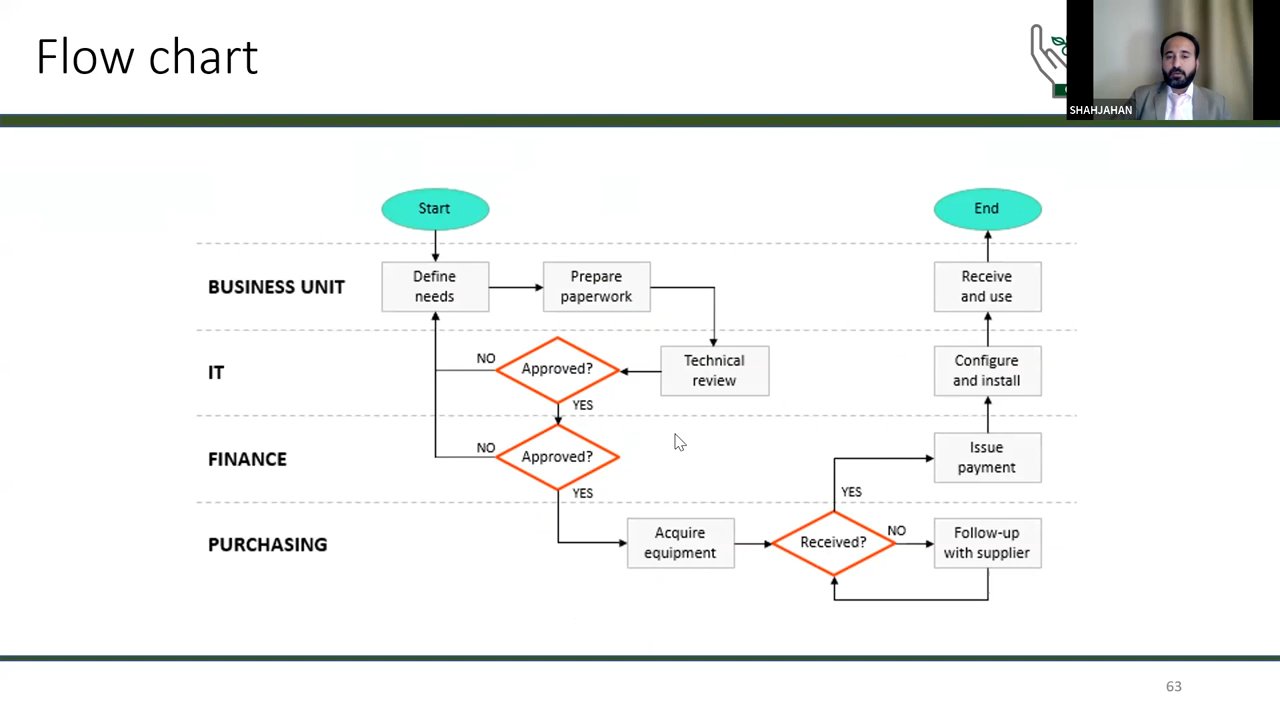 Flow chart
SHAHJAHAN
Start
End
BUSINESS UNIT
Define
needs
Prepare
paperwork
Receive
and use
IT
NO
Approved?
YES
Technical
review
Configure
and install
FINANCE
NO
Approved?
YES
Issue
payment
PURCHASING
Acquire
equipment
YES
Received?
NO
Follow-up
with supplier
63